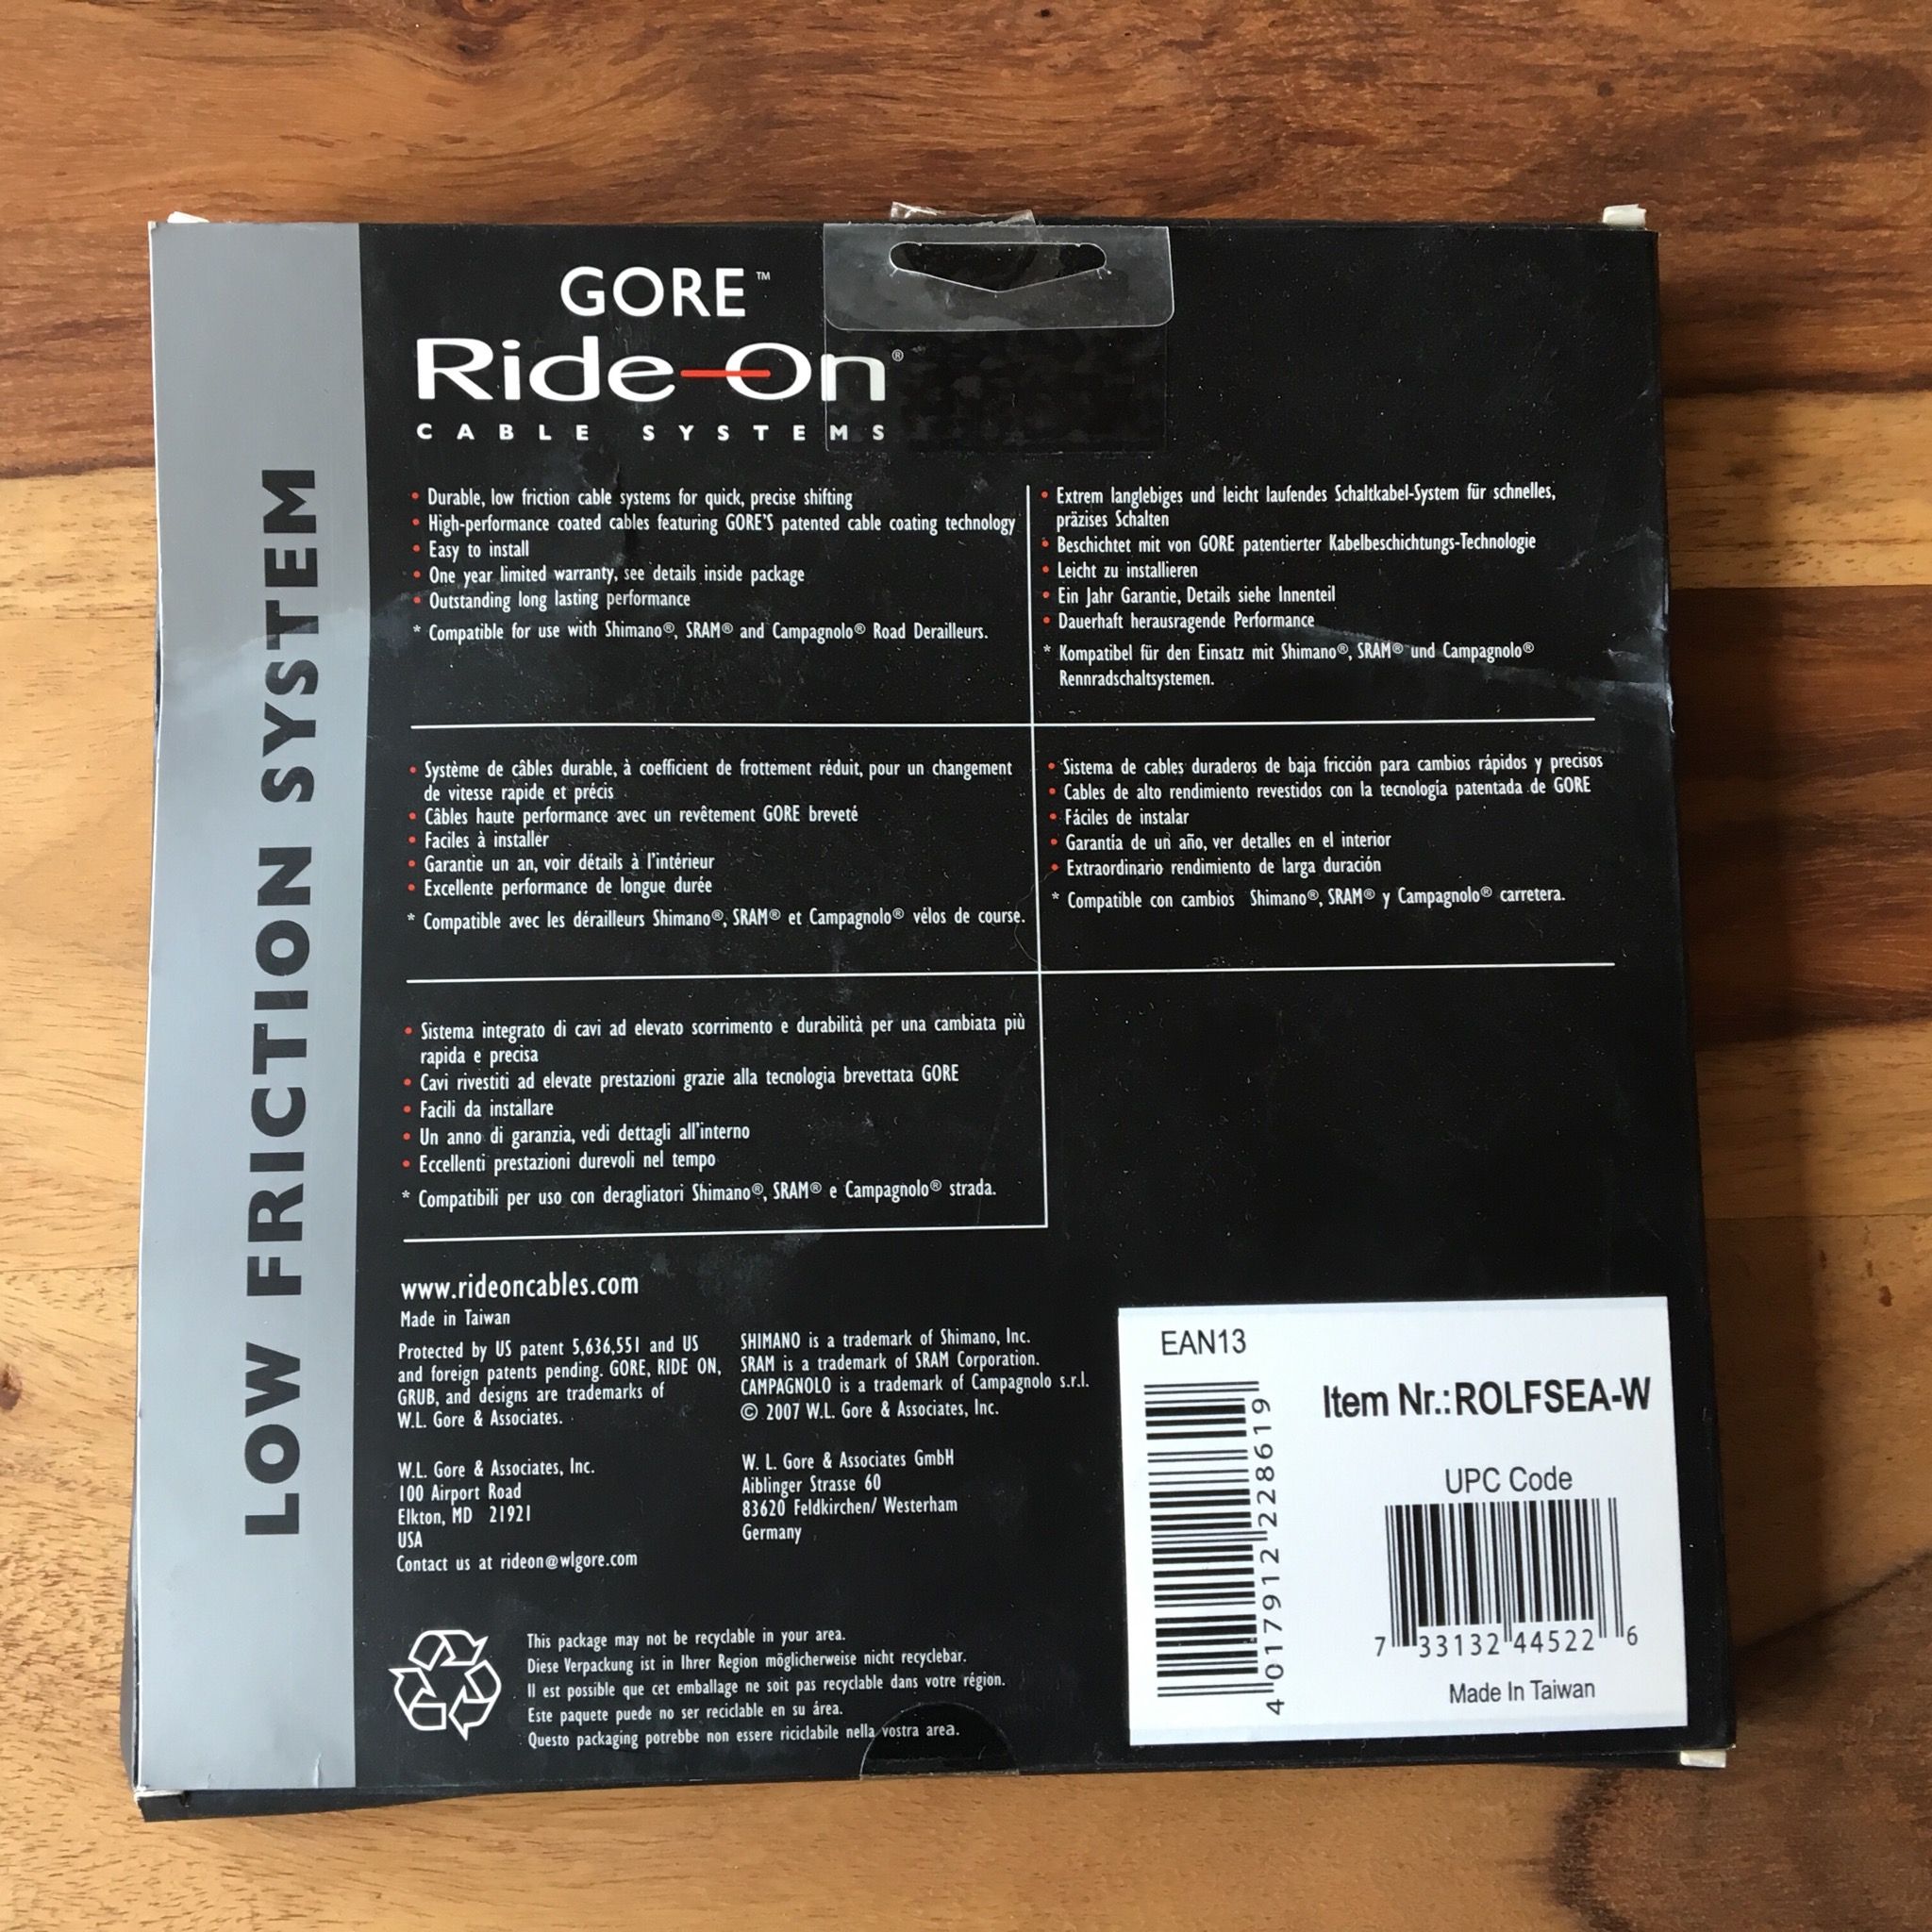 LOW FRICTION SYSTEM
GORE™
Ride-On®
CABLE SYSTEMS
• Durable, low friction cable systems for quick, precise shifting
• High-performance coated cables featuring GORE'S patented cable coating technology
• Easy to install
• One year limited warranty, see details inside package
• Outstanding long lasting performance
* Compatible for use with Shimano®, SRAM® and Campagnolo® Road Derailleurs.
• Extrem langlebiges und leicht laufendes Schaltkabel-System für schnelles,
präzises Schalten
• Beschichtet mit von GORE patentierter Kabelbeschichtungs-Technologie
• Leicht zu installieren
• Ein Jahr Garantie, Details siehe Innenteil
• Dauerhaft herausragende Performance
* Kompatibel für den Einsatz mit Shimano®, SRAM® und Campagnolo®
Rennradschaltsystemen.
• Système de câbles durable, à coefficient de frottement réduit, pour un changement
de vitesse rapide et précis
• Câbles haute performance avec un revêtement GORE breveté
• Faciles à installer
• Garantie un an, voir détails à l'intérieur
• Excellente performance de longue durée
* Compatible avec les dérailleurs Shimano®, SRAM® et Campagnolo® vélos de course.
• Sistema de cables duraderos de baja fricción para cambios rápidos y precisos
• Cables de alto rendimiento revestidos con la tecnología patentada de GORE
• Fáciles de instalar
• Garantía de un año, ver detalles en el interior
• Extraordinario rendimiento de larga duración
* Compatible con cambios Shimano®, SRAM® y Campagnolo® carretera.
• Sistema integrato di cavi ad elevato scorrimento e durabilità per una cambiata più
rapida e precisa
• Cavi rivestiti ad elevate prestazioni grazie alla tecnologia brevettata GORE
• Facili da installare
• Un anno di garanzia, vedi dettagli all'interno
• Eccellenti prestazioni durevoli nel tempo
* Compatibili per uso con deragliatori Shimano®, SRAM® e Campagnolo® strada.
www.rideoncables.com
Made in Taiwan
Protected by US patent 5,636,551 and US
and foreign patents pending. GORE, RIDE ON,
GRUB, and designs are trademarks of
W.L. Gore & Associates.
SHIMANO is a trademark of Shimano, Inc.
SRAM is a trademark of SRAM Corporation.
CAMPAGNOLO is a trademark of Campagnolo s.r.l.
© 2007 W.L. Gore & Associates, Inc.
W.L. Gore & Associates, Inc.
100 Airport Road
Elkton, MD 21921
USA
Contact us at rideon@wlgore.com
W. L. Gore & Associates GmbH
Aiblinger Strasse 60
83620 Feldkirchen/ Westerham
Germany
This package may not be recyclable in your area.
Diese Verpackung ist in Ihrer Region möglicherweise nicht recyclebar.
Il est possible que cet emballage ne soit pas recyclable dans votre région.
Este paquete puede no ser reciclable en su área.
Questo packaging potrebbe non essere riciclabile nella vostra area.
EAN13
4 017912 228619
Item Nr.:ROLFSEA-W
UPC Code
7 33132 44522 6
Made In Taiwan